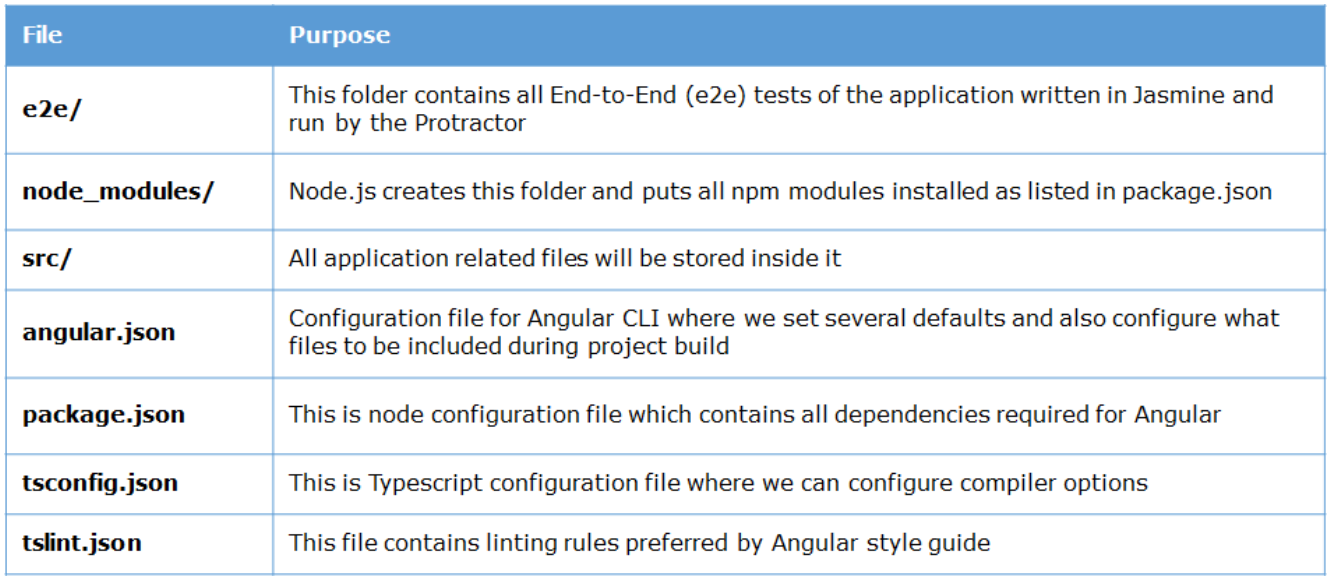 File
Purpose
e2e/
This folder contains all End-to-End (e2e) tests of the application written in Jasmine and
run by the Protractor
node_modules/
Node.js creates this folder and puts all npm modules installed as listed in package.json
src/
All application related files will be stored inside it
angular.json
Configuration file for Angular CLI where we set several defaults and also configure what
files to be included during project build
package.json
This is node configuration file which contains all dependencies required for Angular
tsconfig.json
This is Typescript configuration file where we can configure compiler options
tslint.json
This file contains linting rules preferred by Angular style guide